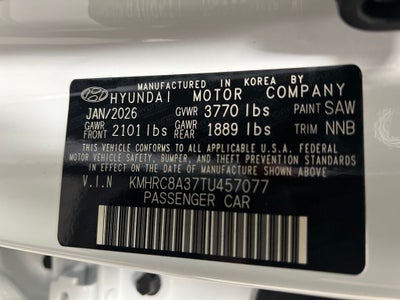 MANUFACTURED IN KOREA BY
HYUNDAI MOTOR COMPANY
JAN/2026 GVWR 3770 lbs PAINT SAW
GAWR FRONT 2101 lbs GAWR REAR 1889 lbs TRIM NNB
THIS VEHICLE CONFORMS TO ALL APPLICABLE U.S.A. FEDERAL
MOTOR VEHICLE SAFETY, BUMPER, AND THEFT PREVENTION STANDARDS
IN EFFECT ON THE DATE OF MANUFACTURE SHOWN ABOVE.
V.I.N KMHRC8A37TU457077
PASSENGER CAR